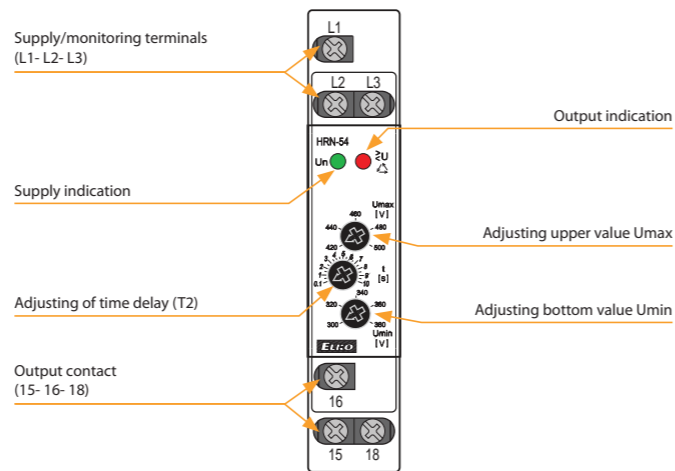 Supply/monitoring terminals
(L1- L2- L3)
L1
L2 L3
Output indication
HRN-54
Un ≷U
Supply indication
Umax
[V]
460
440 480
420 500
Adjusting upper value Umax
0.1 1 2 3 4 5 6 7 8 9 10
t
[s]
Adjusting of time delay (T2)
340
320 360
300 380
Umin
[V]
Adjusting bottom value Umin
ELKO
Output contact
(15- 16- 18)
16
15 18